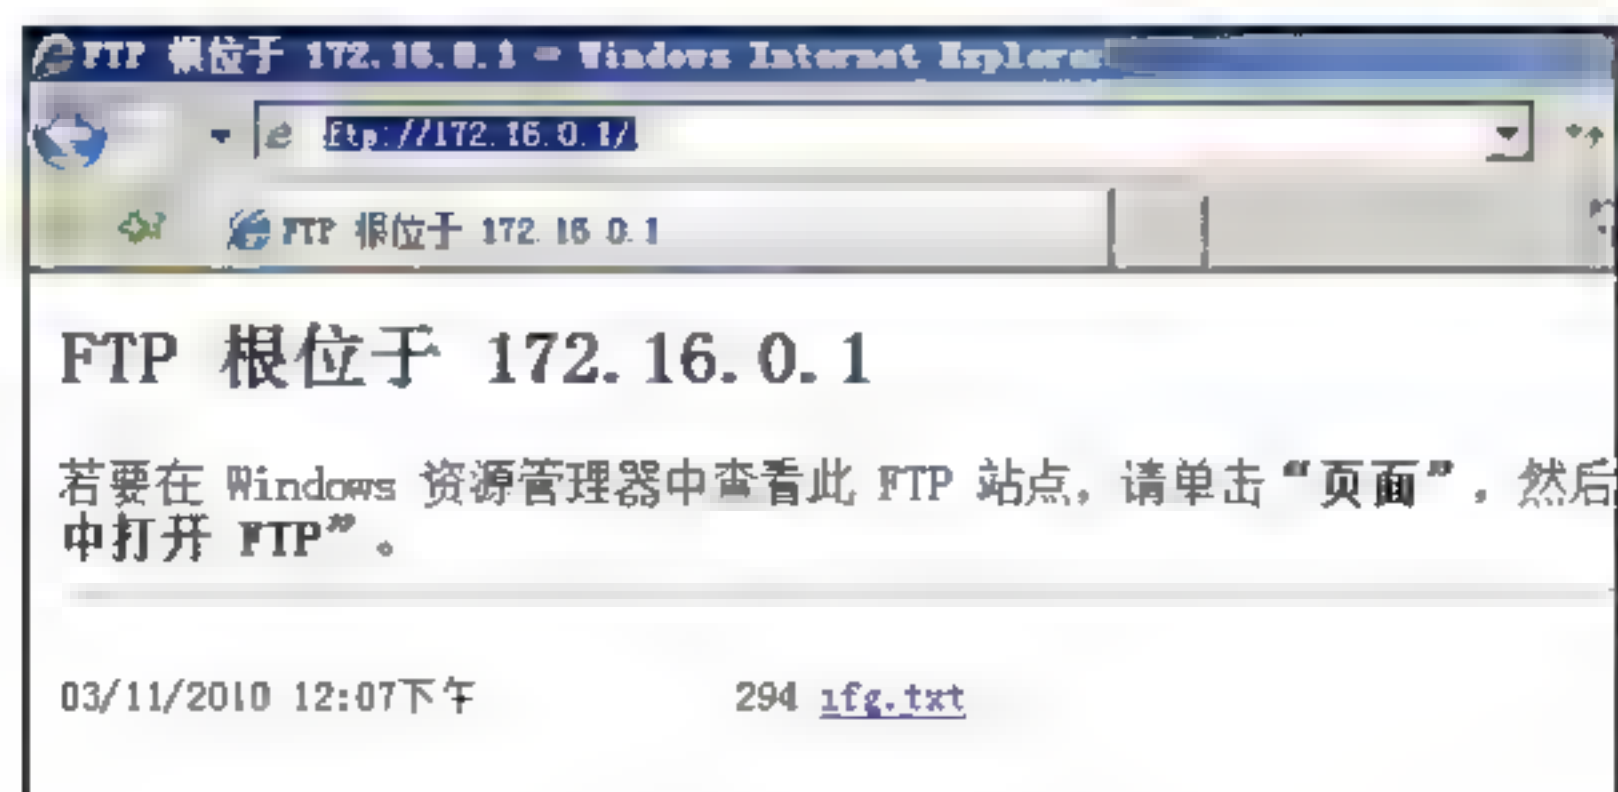 FTP 根位于 172.16.0.1 - Windows Internet Explorer
ftp://172.16.0.1/
FTP 根位于 172.16.0.1
FTP 根位于 172.16.0.1
若要在 Windows 资源管理器中查看此 FTP 站点，请单击“页面”，然后
中打开 FTP”。
03/11/2010 12:07下午 294 ifg.txt